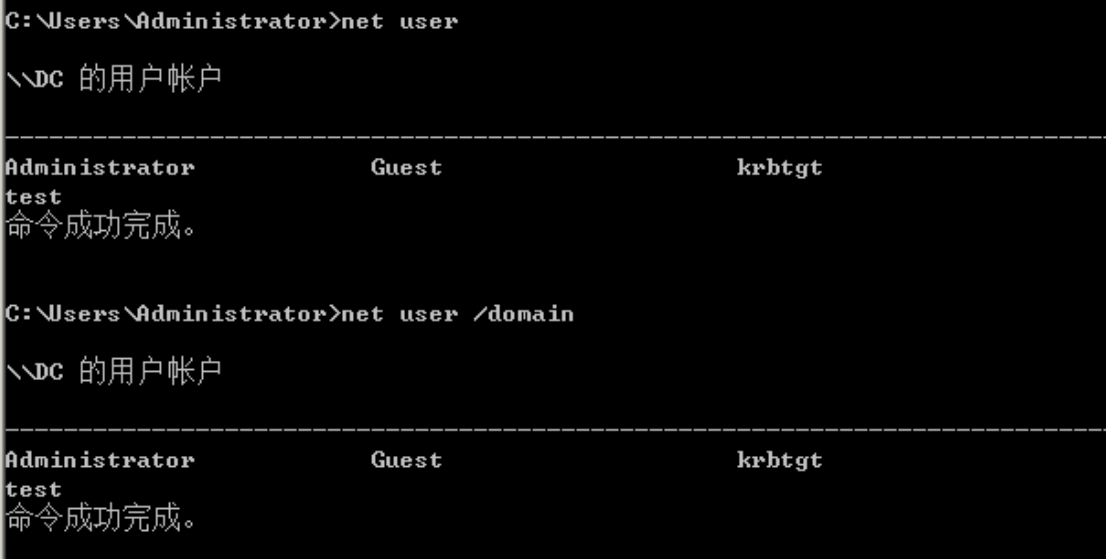 C:\Users\Administrator>net user
\\DC 的用户帐户
-------------------------------------------------------------------------------
Administrator            Guest                    krbtgt
test
命令成功完成。
C:\Users\Administrator>net user /domain
\\DC 的用户帐户
-------------------------------------------------------------------------------
Administrator            Guest                    krbtgt
test
命令成功完成。